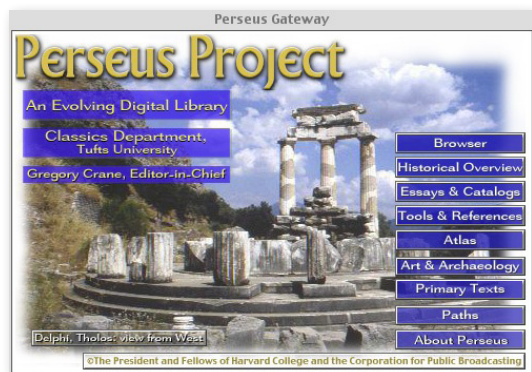 Perseus Gateway
Perseus Project
An Evolving Digital Library
Classics Department,
Tufts University
Gregory Crane, Editor-in-Chief
Browser
Historical Overview
Essays & Catalogs
Tools & References
Atlas
Art & Archaeology
Primary Texts
Paths
About Perseus
Delphi, Tholos: view from West
©The President and Fellows of Harvard College and the Corporation for Public Broadcasting